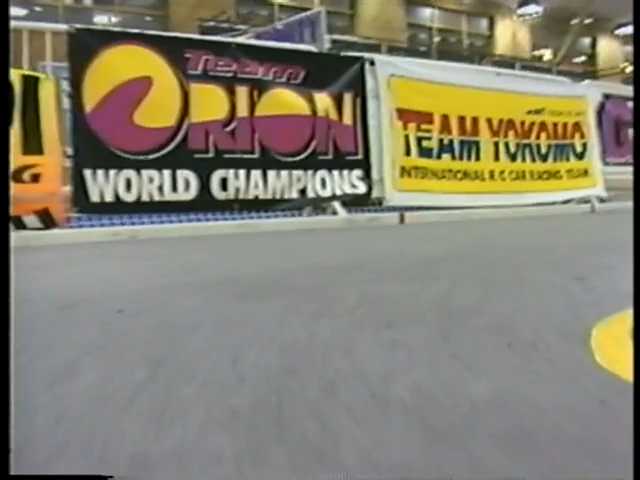 Team
ORION
WORLD CHAMPIONS
TEAM YOKOMO
INTERNATIONAL R/C CAR RACING TEAM
G